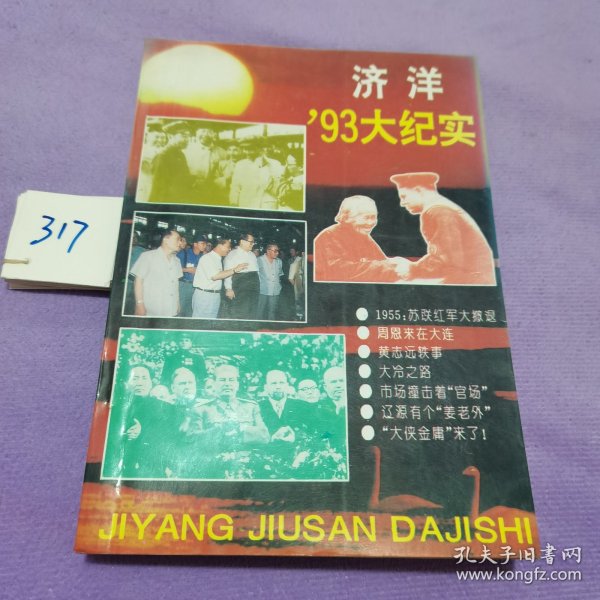 济洋
'93大纪实
317
● 1955:苏联红军大撤退
● 周恩来在大连
● 黄志远轶事
● 大冷之路
● 市场撞击着“官场”
● 辽源有个“姜老外”
● “大侠金庸”来了!
JIYANG JIUSAN DAJISHI
孔夫子旧书网
www.kongfz.com